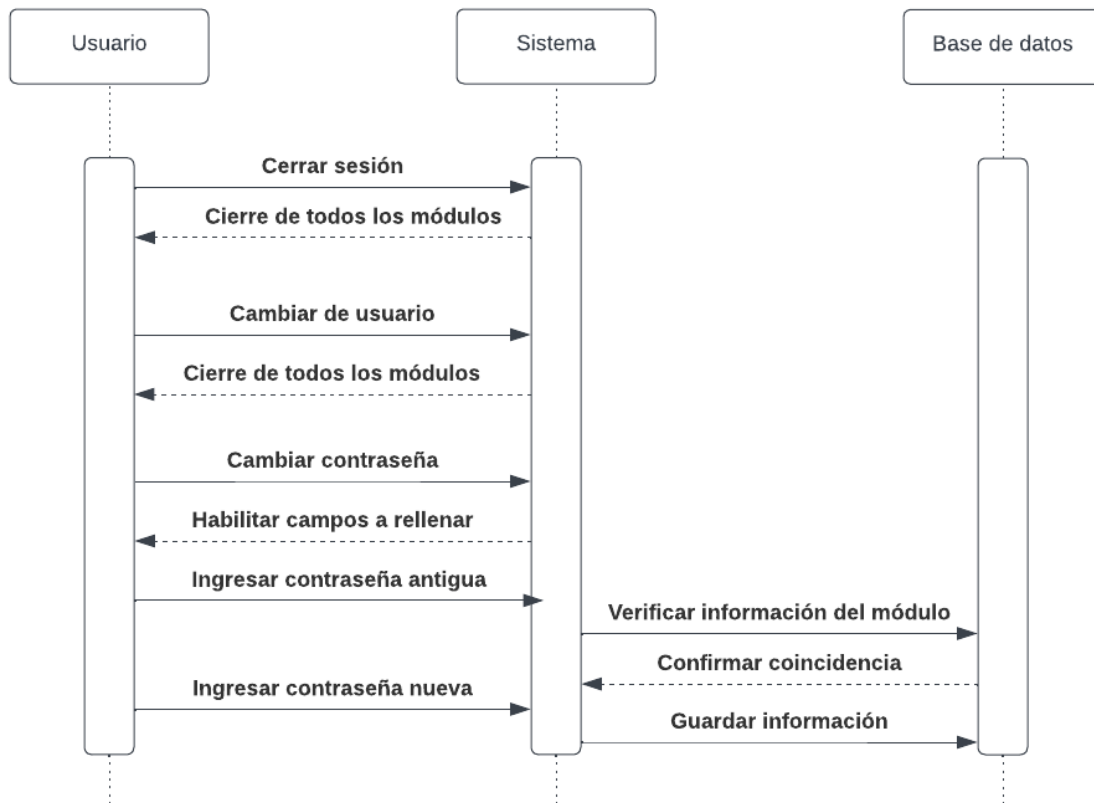 Usuario
Sistema
Base de datos
Cerrar sesión
Cierre de todos los módulos
Cambiar de usuario
Cierre de todos los módulos
Cambiar contraseña
Habilitar campos a rellenar
Ingresar contraseña antigua
Verificar información del módulo
Confirmar coincidencia
Ingresar contraseña nueva
Guardar información